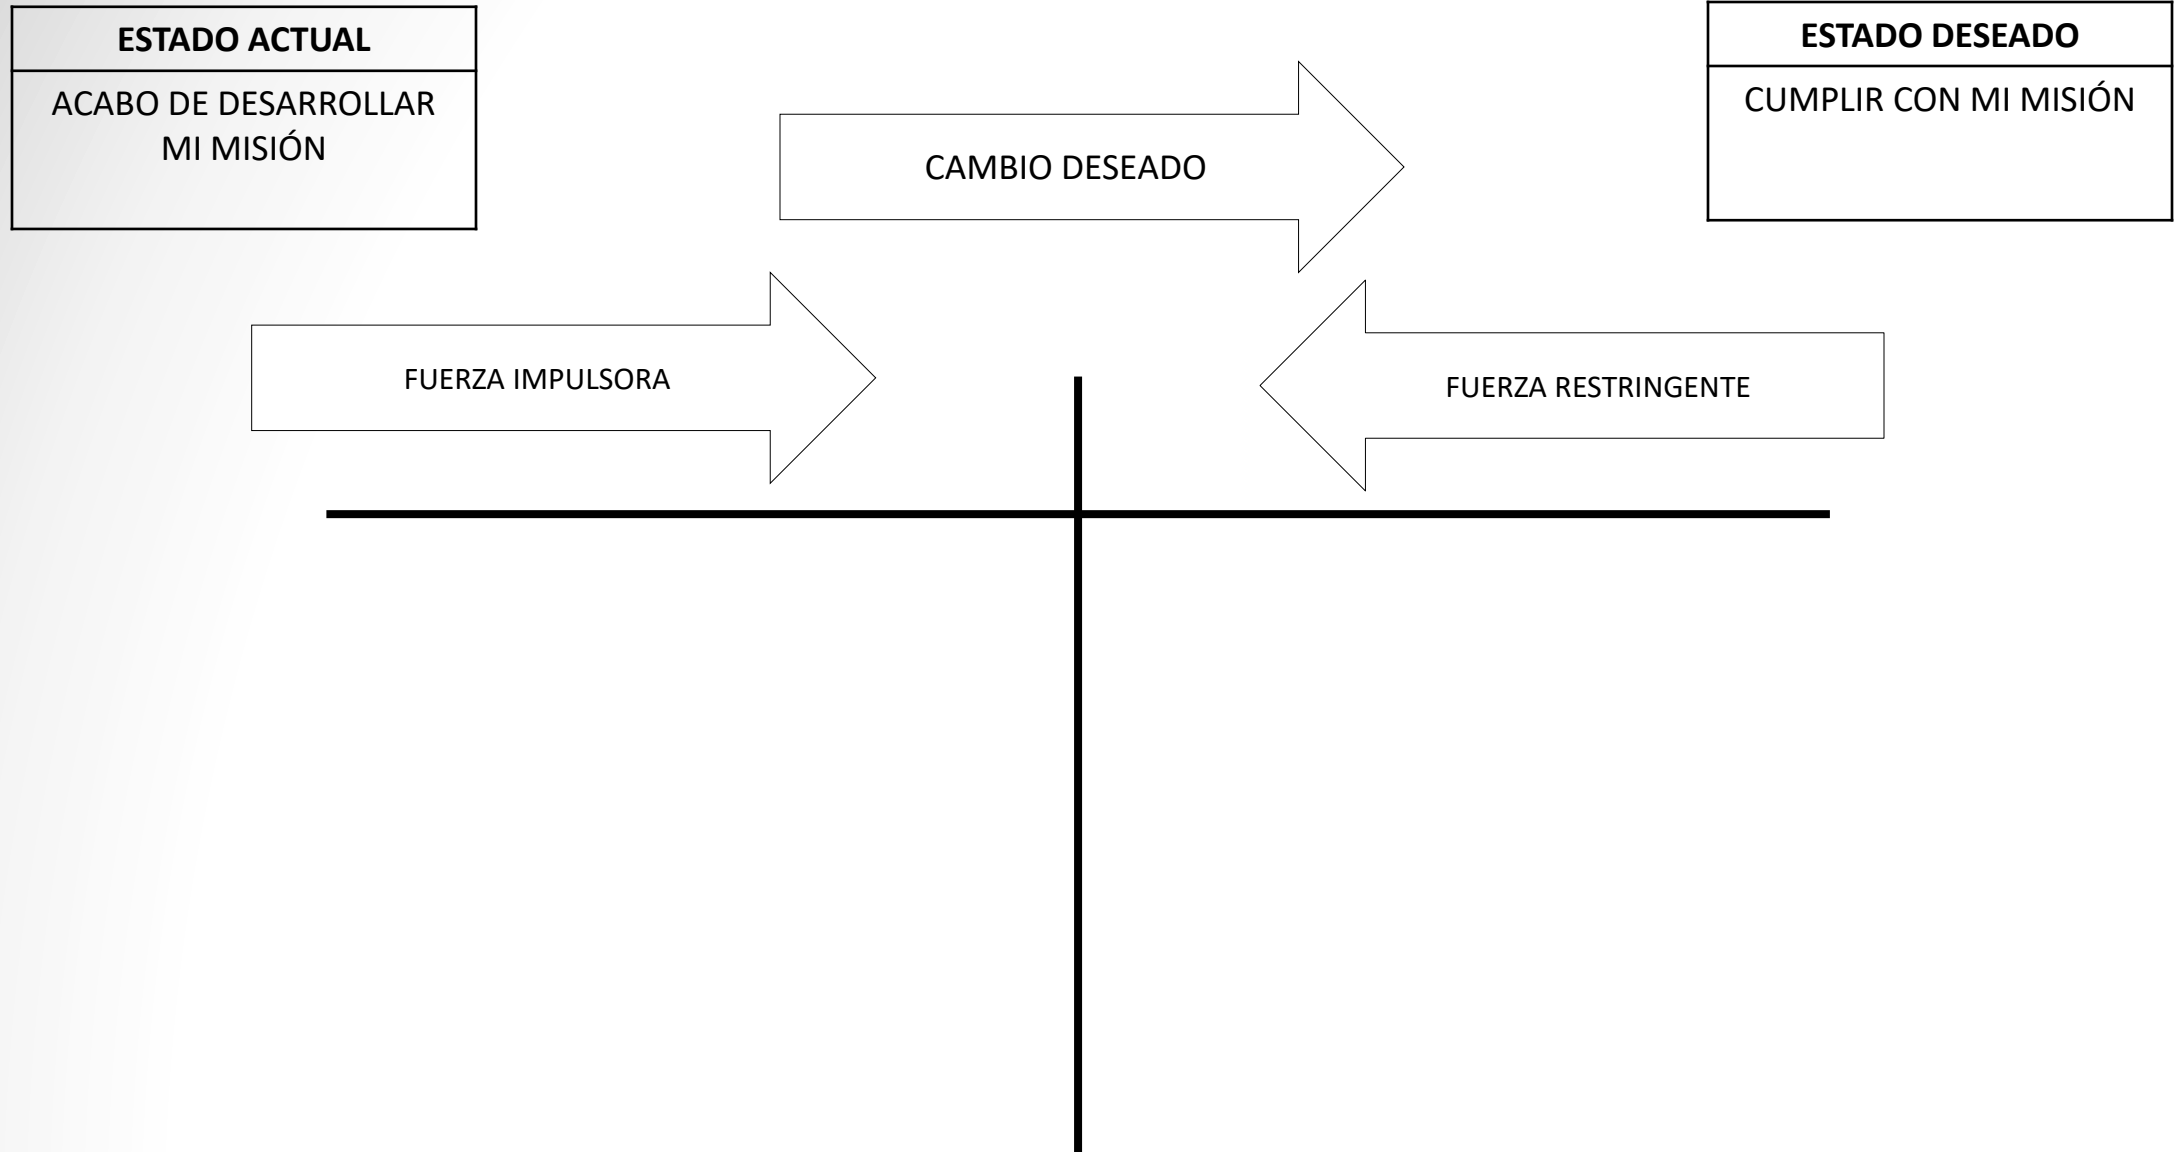 ESTADO ACTUAL
ACABO DE DESARROLLAR
MI MISIÓN
ESTADO DESEADO
CUMPLIR CON MI MISIÓN
CAMBIO DESEADO
FUERZA IMPULSORA
FUERZA RESTRINGENTE